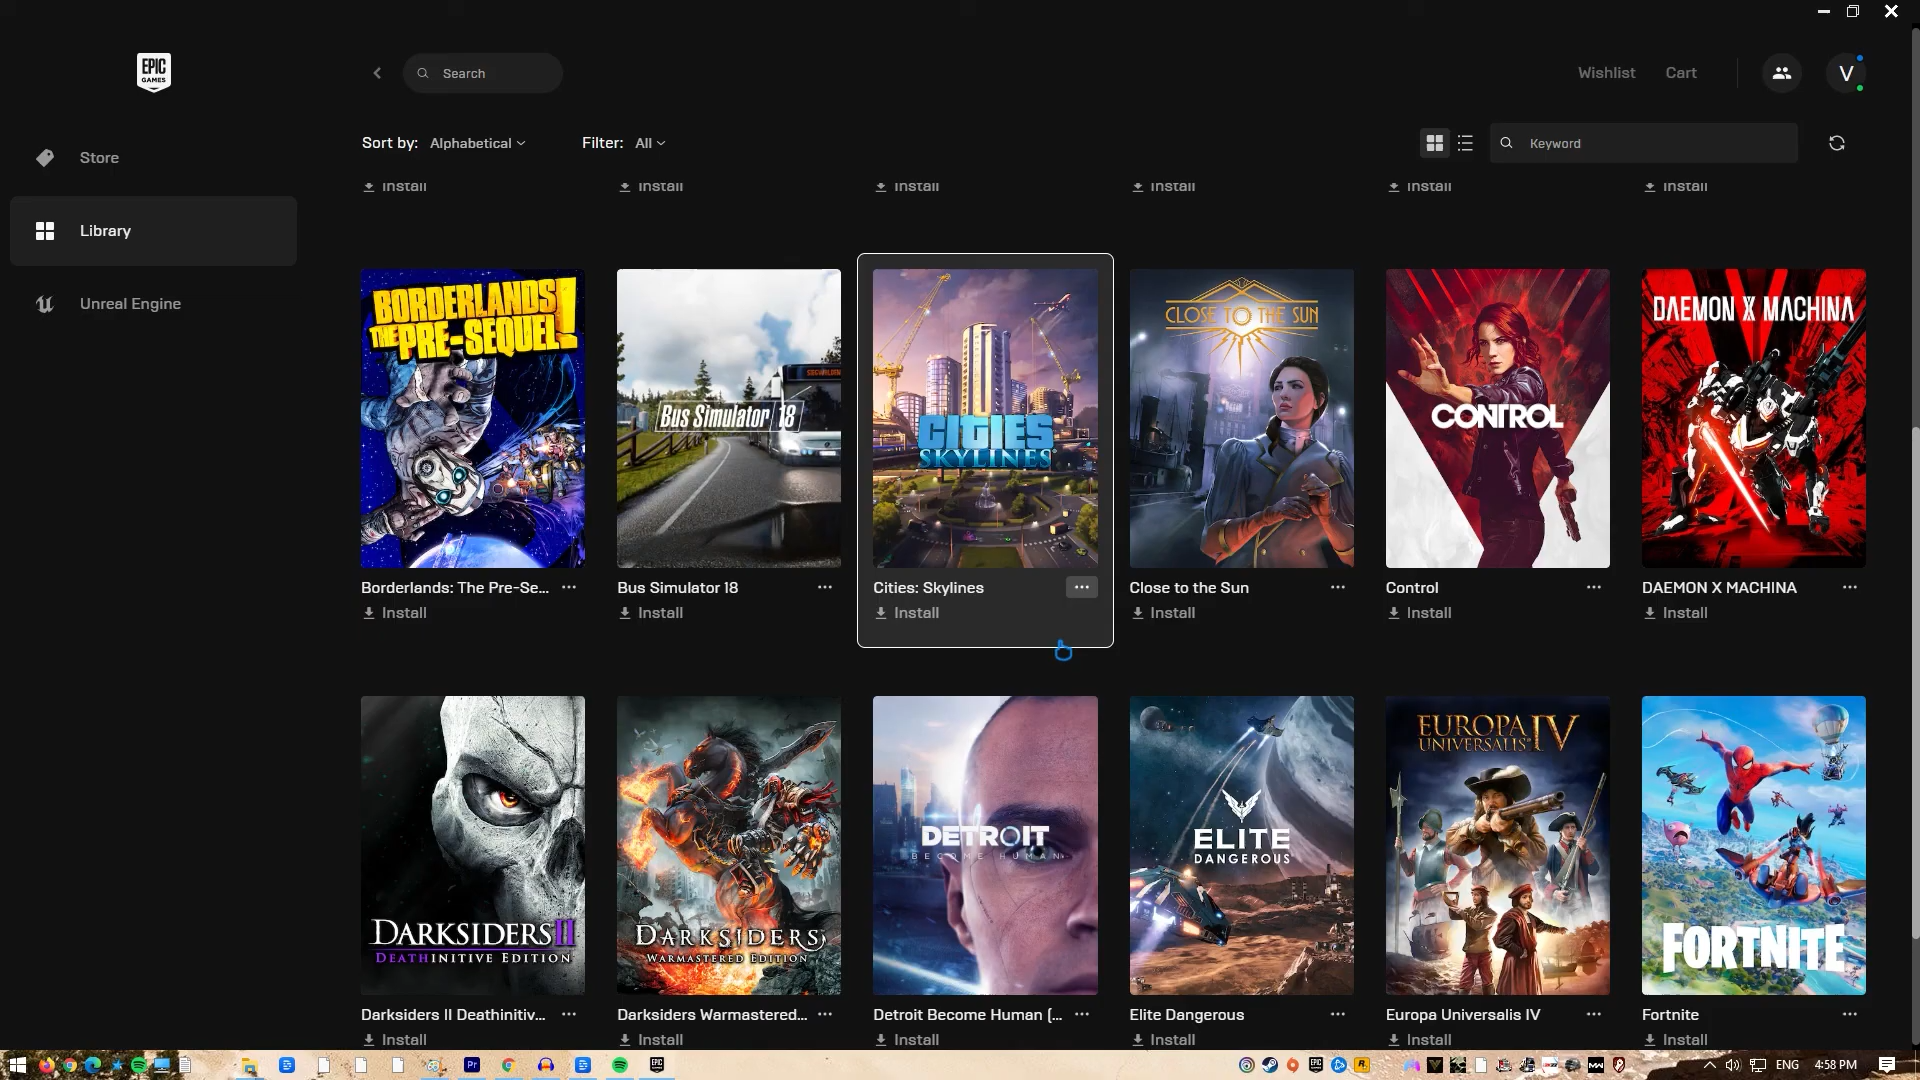 EPIC GAMES
Search
Wishlist
Cart
V
Store
Library
Unreal Engine
Sort by: Alphabetical
Filter: All
Keyword
Install
Install
Install
Install
Install
Install
BORDERLANDS
THE PRE-SEQUEL!
Bus Simulator 18
CITIES
SKYLINES
CLOSE TO THE SUN
CONTROL
DAEMON X MACHINA
Borderlands: The Pre-Se...
Bus Simulator 18
Cities: Skylines
Close to the Sun
Control
DAEMON X MACHINA
Install
Install
Install
Install
Install
Install
DARKSIDERS II
DEATHINITIVE EDITION
DARKSIDERS
WARMASTERED EDITION
DETROIT
BECOME HUMAN
ELITE
DANGEROUS
EUROPA
UNIVERSALIS IV
FORTNITE
Darksiders II Deathinitiv...
Darksiders Warmastered...
Detroit Become Human (...
Elite Dangerous
Europa Universalis IV
Fortnite
Install
Install
Install
Install
Install
Install
Pr
ENG
4:58 PM